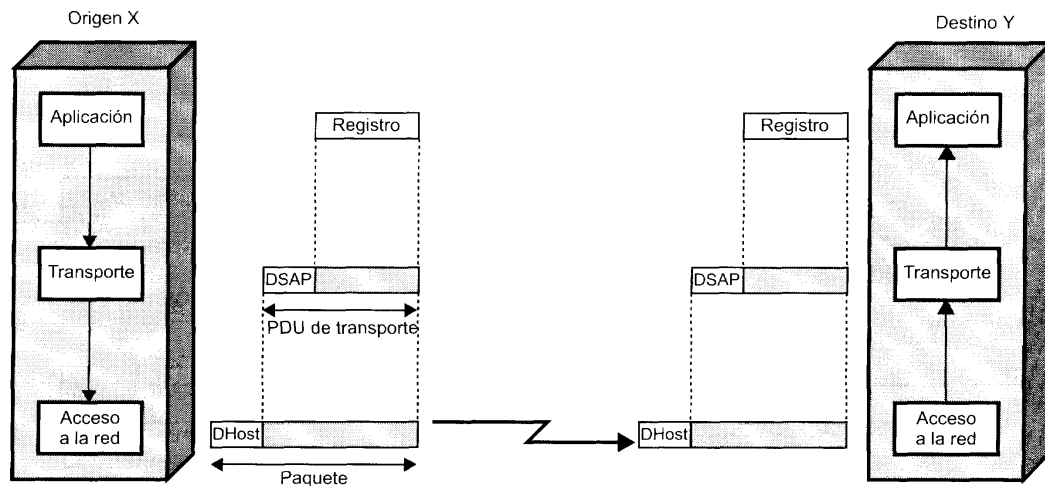 Origen X
Destino Y
Aplicación
Registro
Registro
Aplicación
Transporte
DSAP
DSAP
Transporte
PDU de transporte
Acceso
a la red
DHost
DHost
Acceso
a la red
Paquete